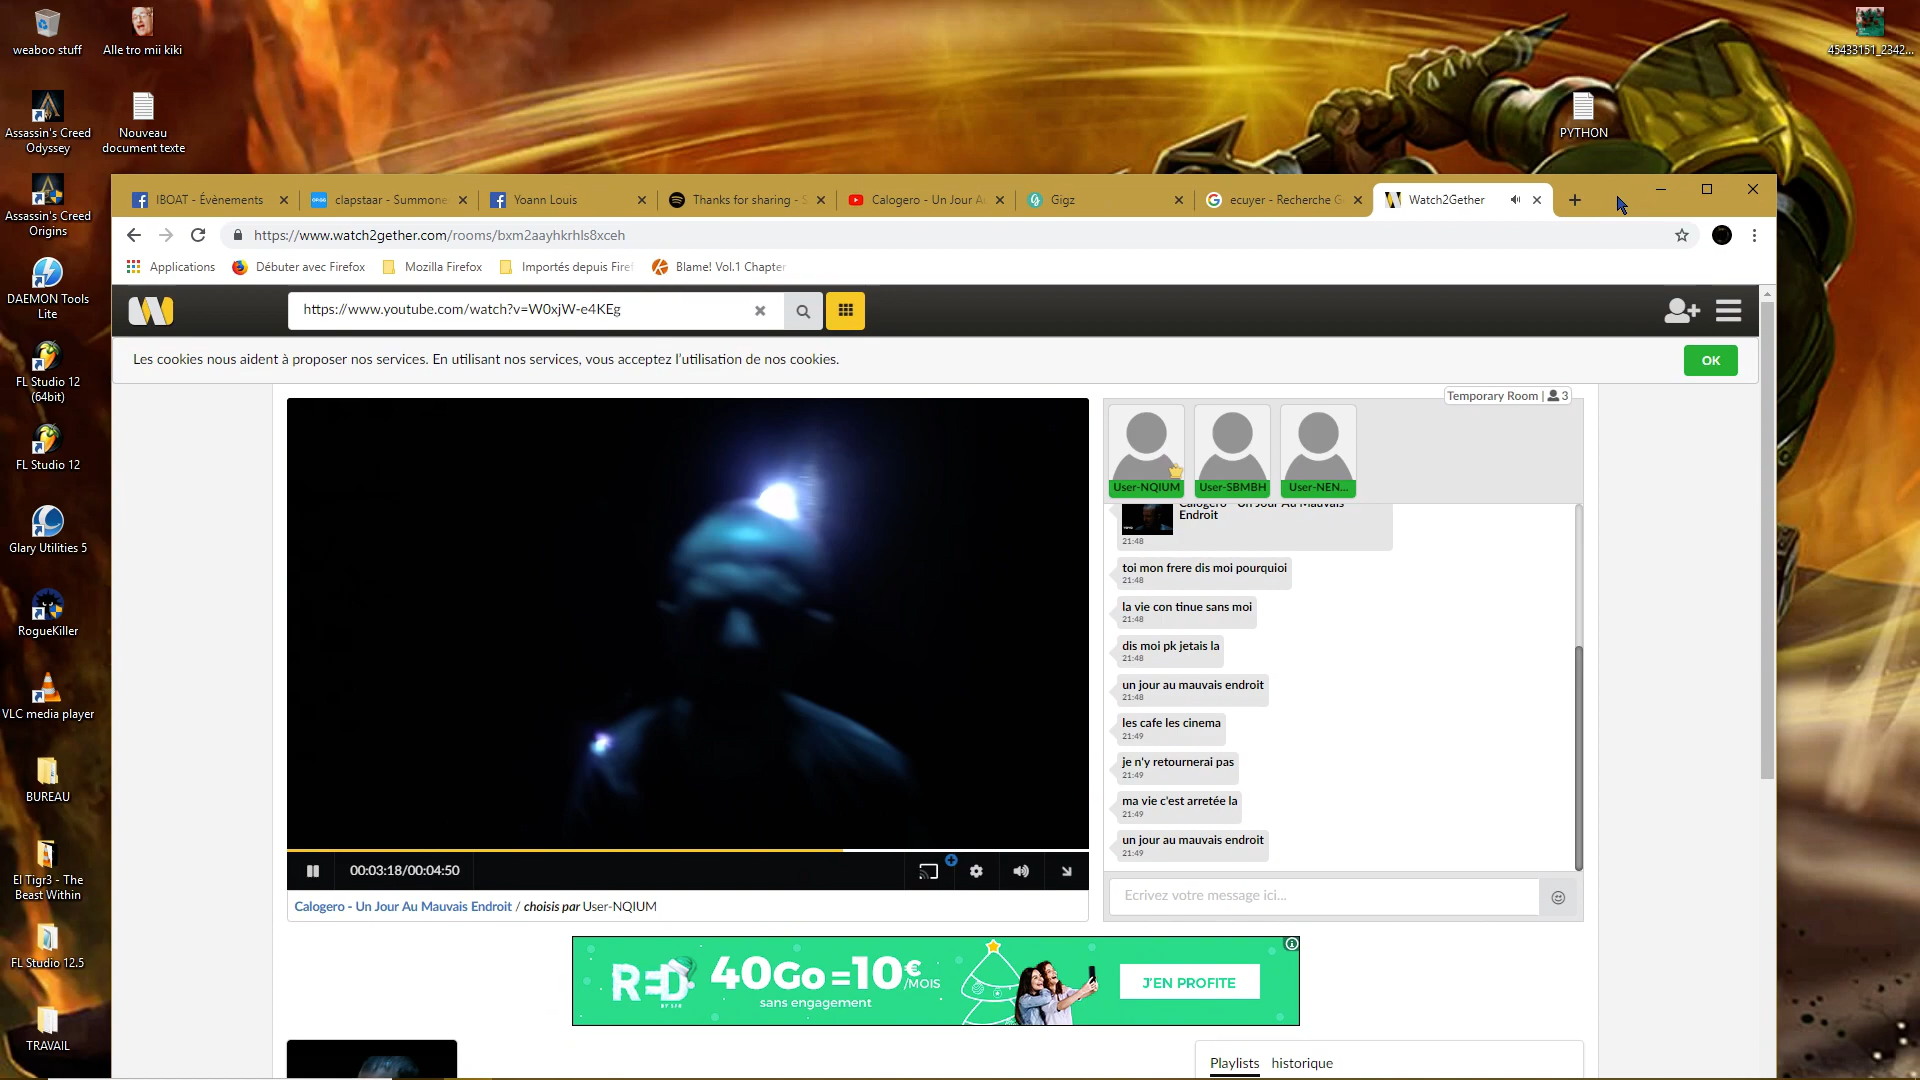 weaboo stuff
Alle tro mii kiki
45433151_2342...
Assassin's Creed
Odyssey
Nouveau
document texte
PYTHON
Assassin's Creed
Origins
DAEMON Tools
Lite
FL Studio 12
(64bit)
FL Studio 12
Glary Utilities 5
RogueKiller
VLC media player
BUREAU
El Tigr3 - The
Beast Within
FL Studio 12.5
TRAVAIL
IBOAT - Évènements
clapstaar - Summone
Yoann Louis
Thanks for sharing - S
Calogero - Un Jour A
Gigz
ecuyer - Recherche G
Watch2Gether
https://www.watch2gether.com/rooms/bxm2aayhkrhls8xceh
Applications
Débuter avec Firefox
Mozilla Firefox
Importés depuis Firef
Blame! Vol.1 Chapter
https://www.youtube.com/watch?v=W0xjW-e4KEg
Les cookies nous aident à proposer nos services. En utilisant nos services, vous acceptez l'utilisation de nos cookies.
OK
Temporary Room | 3
User-NQIUM
User-SBMBH
User-NEN...
Calogero - Un Jour Au Mauvais
Endroit
21:48
toi mon frere dis moi pourquioi
21:48
la vie con tinue sans moi
21:48
dis moi pk jetais la
21:48
un jour au mauvais endroit
21:48
les cafe les cinema
21:49
je n'y retournerai pas
21:49
ma vie c'est arretée la
21:49
un jour au mauvais endroit
21:49
Ecrivez votre message ici...
00:03:18/00:04:50
Calogero - Un Jour Au Mauvais Endroit / choisis par User-NQIUM
RED
BY SFR
40Go=10€/MOIS
sans engagement
J'EN PROFITE
Playlists historique